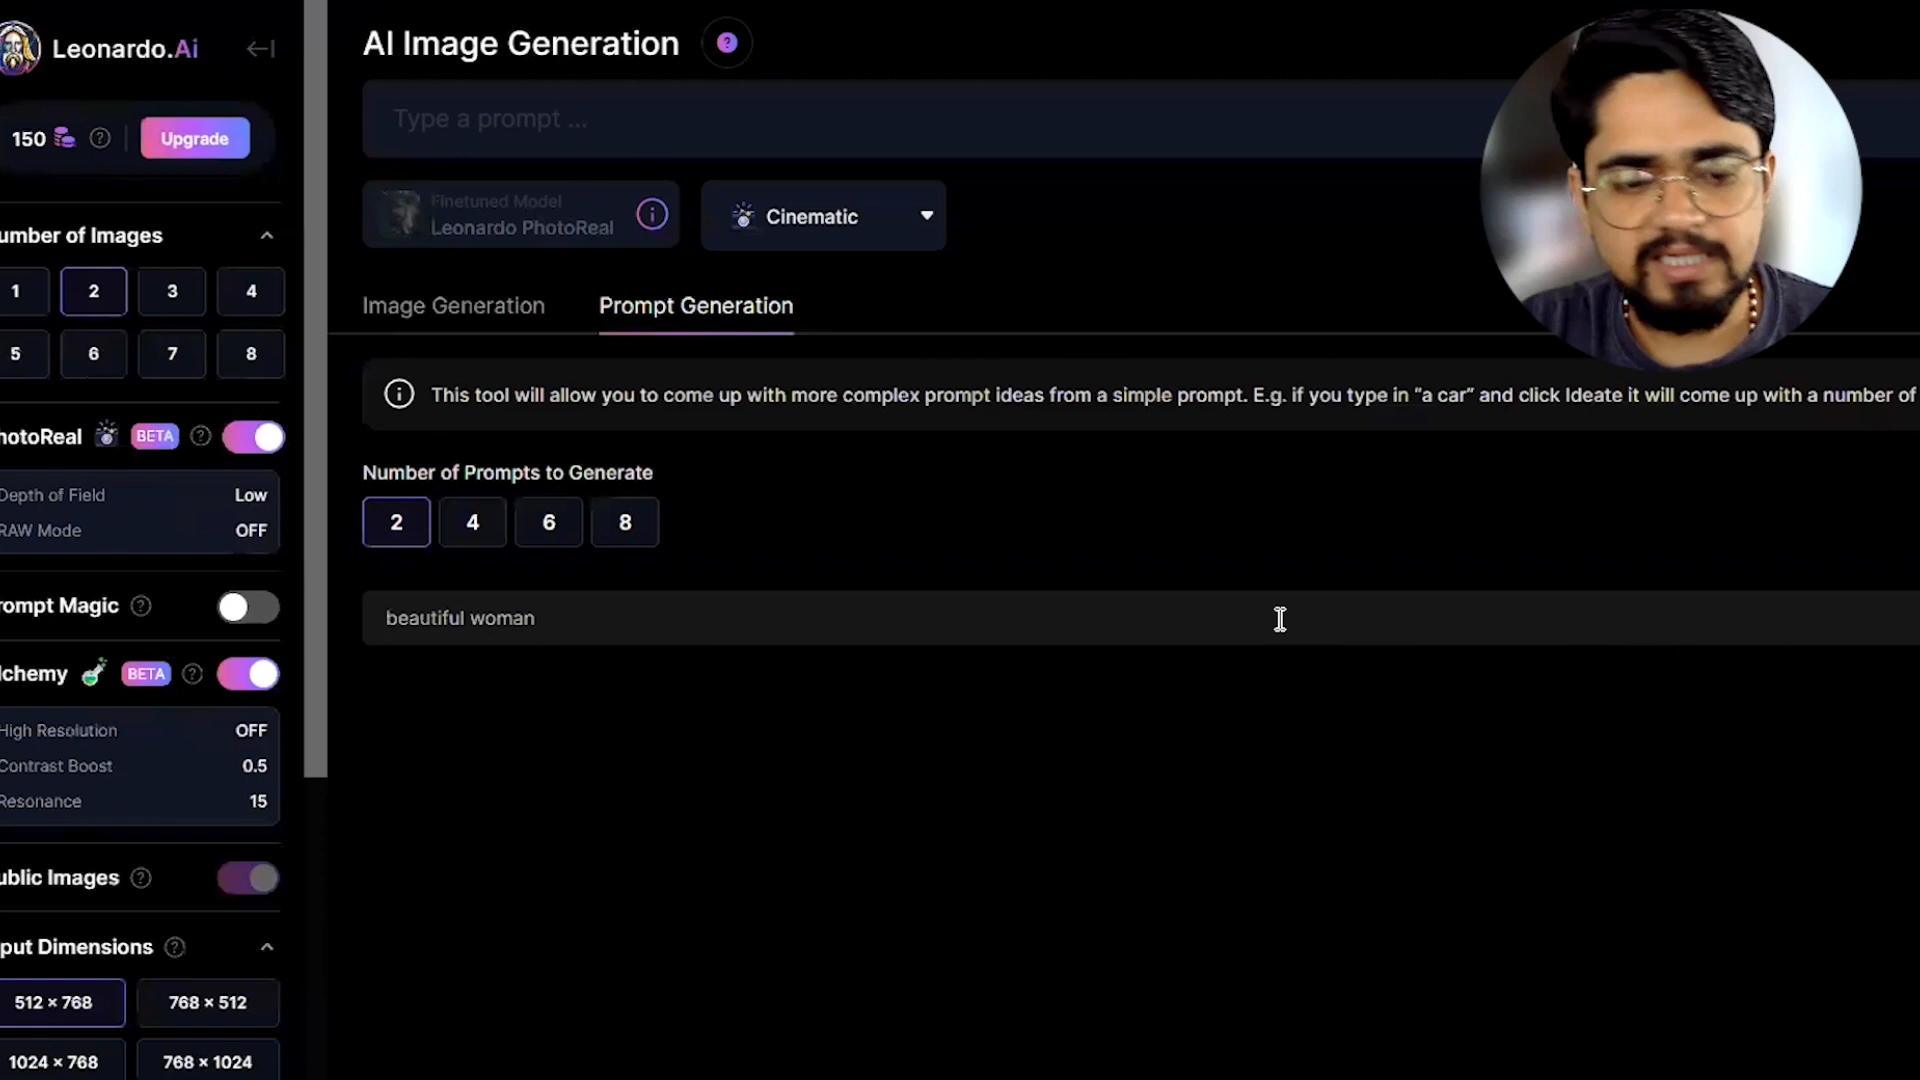 Leonardo.Ai
150
Upgrade
umber of Images
1 2 3 4
5 6 7 8
hotoReal BETA
Depth of Field Low
RAW Mode OFF
rompt Magic
lchemy BETA
High Resolution OFF
Contrast Boost 0.5
Resonance 15
ublic Images
put Dimensions
512 × 768 768 × 512
1024 × 768 768 × 1024
AI Image Generation ?
Type a prompt ...
Finetuned Model
Leonardo PhotoReal
Cinematic
Image Generation Prompt Generation
This tool will allow you to come up with more complex prompt ideas from a simple prompt. E.g. if you type in “a car” and click Ideate it will come up with a number of
Number of Prompts to Generate
2 4 6 8
beautiful woman